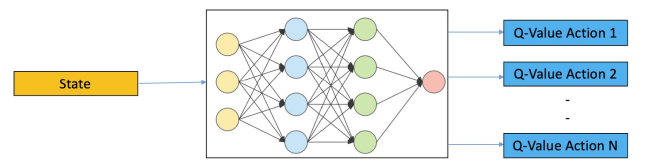 State
Q-Value Action 1
Q-Value Action 2
-
-
Q-Value Action N